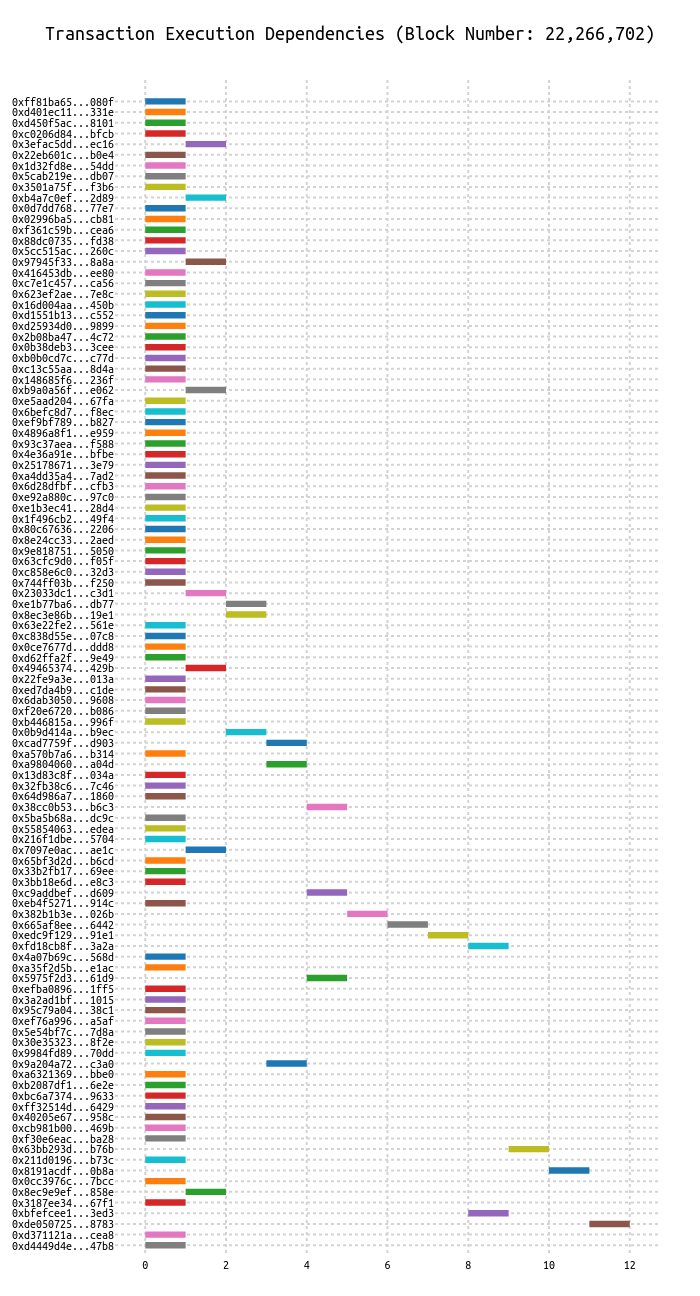 Transaction Execution Dependencies (Block Number: 22,266,702)
0xff81ba65...080f
0xd401ec11...331e
0xd450f5ac...8101
0xc0206d84...bfcb
0x3efac5dd...ec16
0x22eb601c...b0e4
0x1d32fd8e...54dd
0x5cab219e...db07
0x3501a75f...f3b6
0xb4a7c0ef...2d89
0x0d7dd768...77e7
0x02996ba5...cb81
0xf361c59b...cea6
0x88dc0735...fd38
0x5cc515ac...260c
0x97945f33...8a8a
0x416453db...ee80
0xc7e1c457...ca56
0x623ef2ae...7e8c
0x16d004aa...450b
0xd1551b13...c552
0xd25934d0...9899
0x2b08ba47...4c72
0x0b38deb3...3cee
0xb0b0cd7c...c77d
0xc13c55aa...8d4a
0x148685f6...236f
0xb9a0a56f...e062
0xe5aad204...67fa
0x6befc8d7...f8ec
0xef9bf789...b827
0x4896a8f1...e959
0x93c37aea...f588
0x4e36a91e...bfbe
0x25178671...3e79
0xa4dd35a4...7ad2
0x6d28dfbf...cfb3
0xe92a880c...97c0
0xe1b3ec41...28d4
0x1f496cb2...49f4
0x80c67636...2206
0x8e24cc33...2aed
0x9e818751...5050
0x63cfc9d0...f05f
0xc858e6c0...32d3
0x744ff03b...f250
0x23033dc1...c3d1
0xe1b77ba6...db77
0x8ec3e86b...19e1
0x63e22fe2...561e
0xc838d55e...07c8
0x0ce7677d...ddd8
0xd62ffa2f...9e49
0x49465374...429b
0x22fe9a3e...013a
0xed7da4b9...c1de
0x6dab3050...9608
0xf20e6720...b086
0xb446815a...996f
0x0b9d414a...b9ec
0xcad7759f...d903
0xa570b7a6...b314
0xa9804060...a04d
0x13d83c8f...034a
0x32fb38c6...7c46
0x64d986a7...1860
0x38cc0b53...b6c3
0x5ba5b68a...dc9c
0x55854063...edea
0x216f1dbe...5704
0x7097e0ac...ae1c
0x65bf3d2d...b6cd
0x33b2fb17...69ee
0x3bb18e6d...e8c3
0xc9addbef...d609
0xeb4f5271...914c
0x382b1b3e...026b
0x665af8ee...6442
0xedc9f129...91e1
0xfd18cb8f...3a2a
0x4a07b69c...568d
0xa35f2d5b...e1ac
0x5975f2d3...61d9
0xefba0896...1ff5
0x3a2ad1bf...1015
0x95c79a04...38c1
0xef76a996...a5af
0x5e54bf7c...7d8a
0x30e35323...8f2e
0x9984fd89...70dd
0x9a204a72...c3a0
0xa6321369...bbe0
0xb2087df1...6e2e
0xbc6a7374...9633
0xff32514d...6429
0x40205e67...958c
0xcb981b00...469b
0xf30e6eac...ba28
0x63bb293d...b76b
0x211d0196...b73c
0x8191acdf...0b8a
0x0cc3976c...7bcc
0x8ec9e9ef...858e
0x3187ee34...67f1
0xbfefcee1...3ed3
0xde050725...8783
0xd371121a...cea8
0xd4449d4e...47b8
0 2 4 6 8 10 12